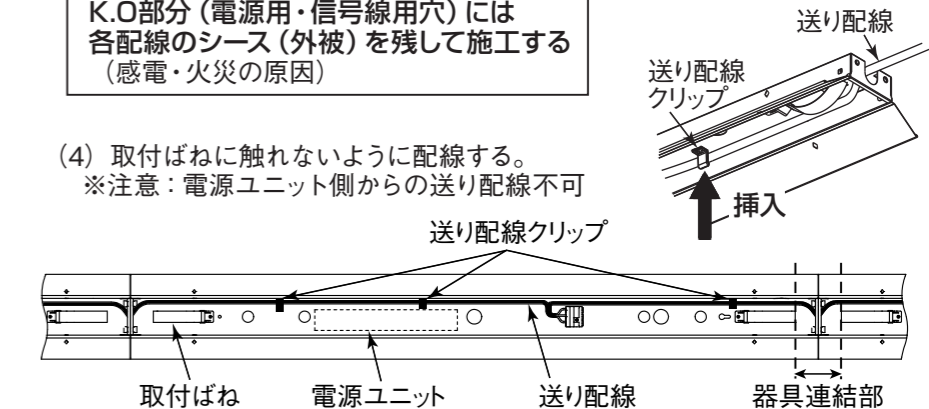 K.O部分（電源用・信号線用穴）には
各配線のシース（外被）を残して施工する
（感電・火災の原因）
送り配線
送り配線
クリップ
挿入
（4）取付ばねに触れないように配線する。
※注意：電源ユニット側からの送り配線不可
送り配線クリップ
取付ばね
電源ユニット
送り配線
器具連結部